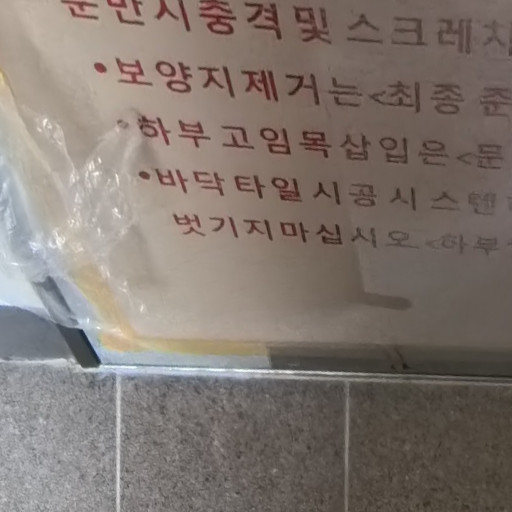 운반시충격및 스크레치
•보양지제거는<최종 준
•하부고임목삽입은<문
•바닥타일시공시 스텐
벗기지마십시오<하부